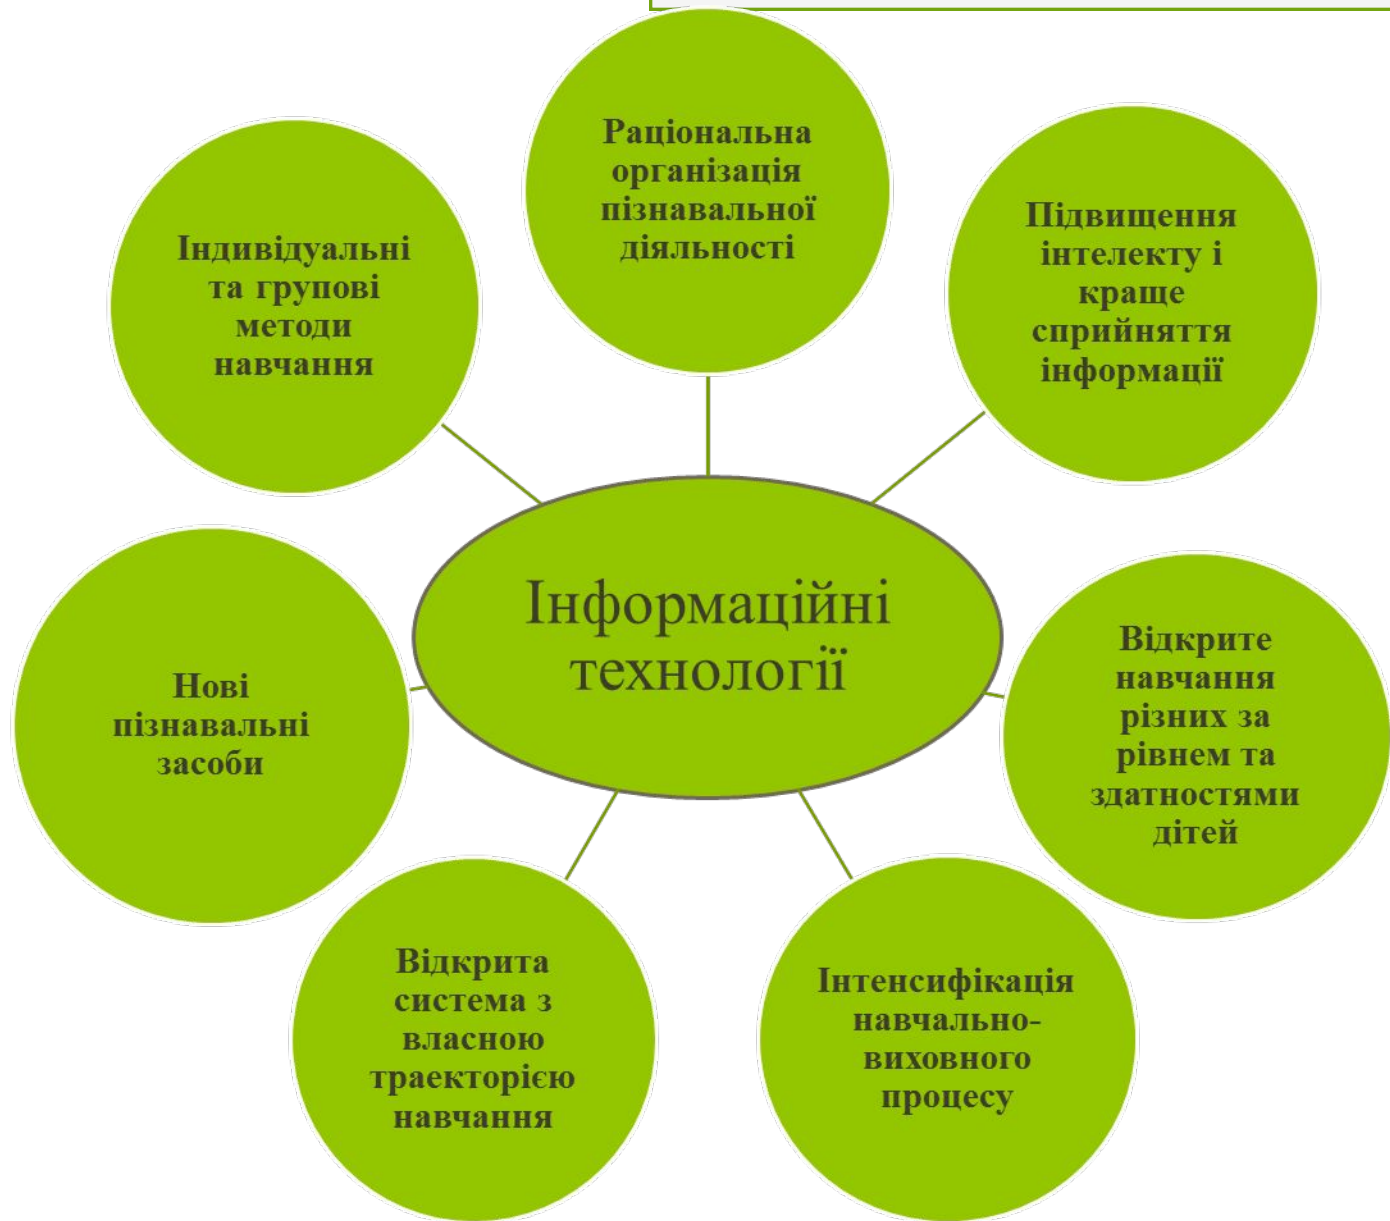 Раціональна
організація
пізнавальної
діяльності
Підвищення
інтелекту і
краще
сприйняття
інформації
Відкрите
навчання
різних за
рівнем та
здатностями
дітей
Інтенсифікація
навчально-
виховного
процесу
Відкрита
система з
власною
траекторією
навчання
Нові
пізнавальні
засоби
Індивідуальні
та групові
методи
навчання
Інформаційні
технології